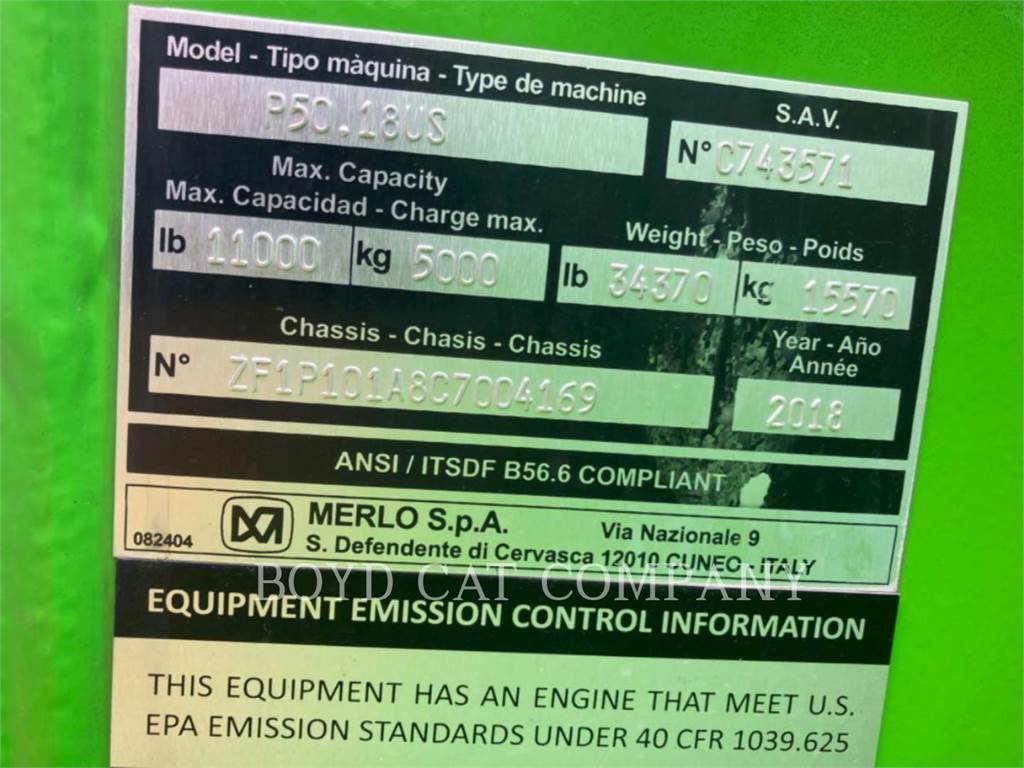 Model - Tipo màquina - Type de machine
P50.18US
S.A.V.
N° C743571
Max. Capacity
Max. Capacidad - Charge max.
lb 11000 kg 5000
Weight - Peso - Poids
lb 34370 kg 15570
Chassis - Chasis - Chassis
N° ZF1P101A8C7004169
Year - Año
Année
2018
ANSI / ITSDF B56.6 COMPLIANT
082404
MERLO S.p.A.
Via Nazionale 9
S. Defendente di Cervasca 12010 CUNEO - ITALY
BOYD CAT COMPANY
EQUIPMENT EMISSION CONTROL INFORMATION
THIS EQUIPMENT HAS AN ENGINE THAT MEET U.S.
EPA EMISSION STANDARDS UNDER 40 CFR 1039.625